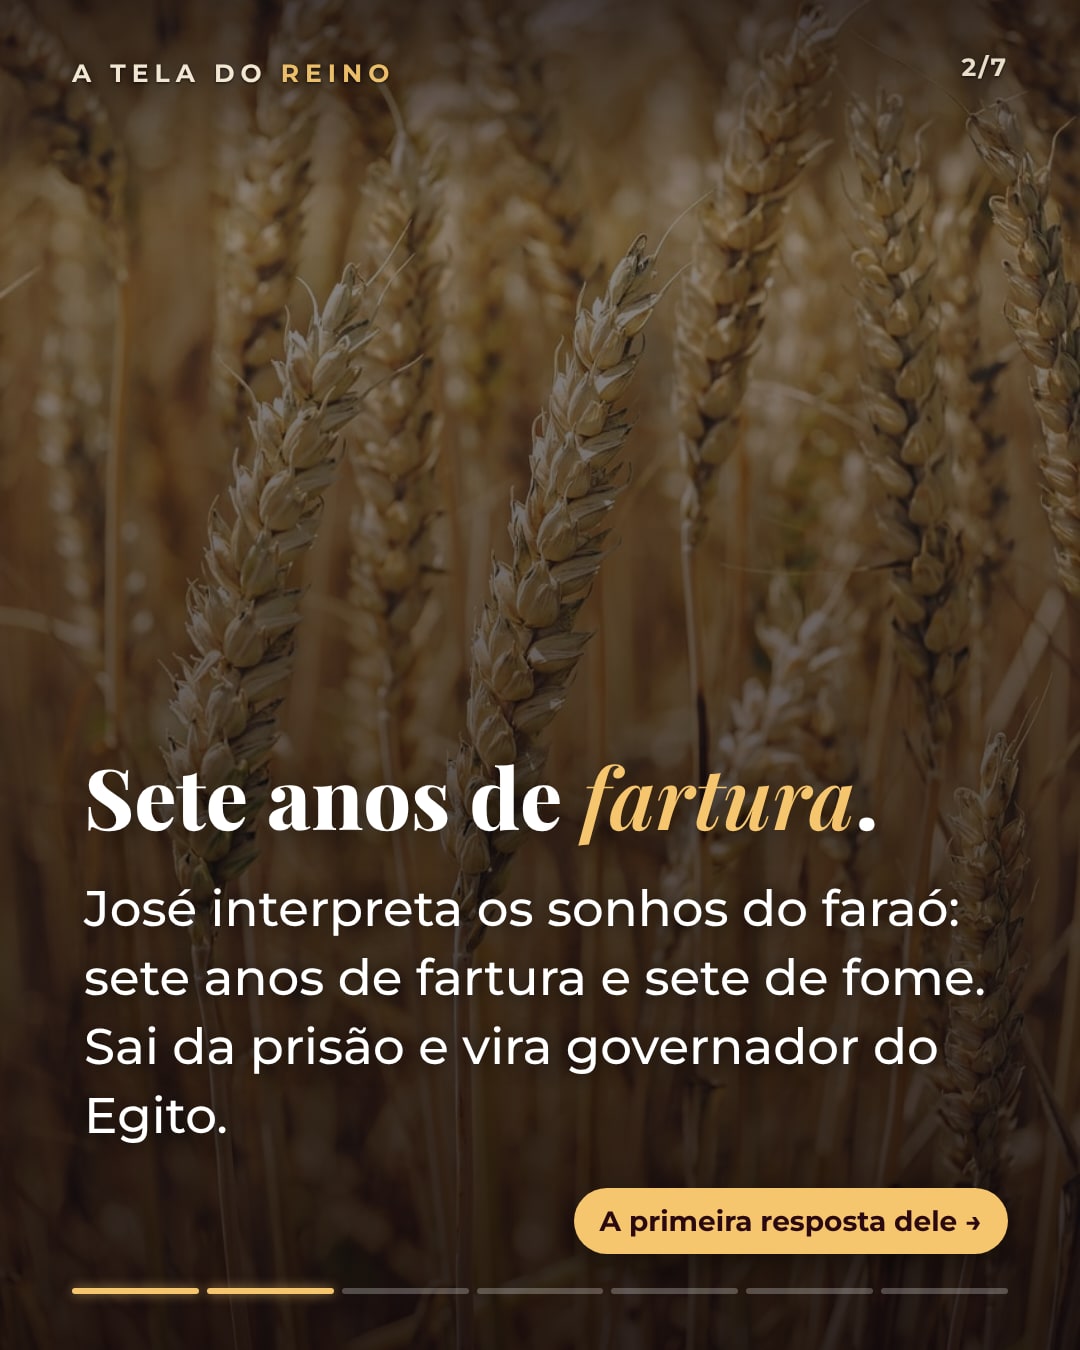 A TELA DO REINO
2/7
Sete anos de fartura.
José interpreta os sonhos do faraó:
sete anos de fartura e sete de fome.
Sai da prisão e vira governador do
Egito.
A primeira resposta dele →